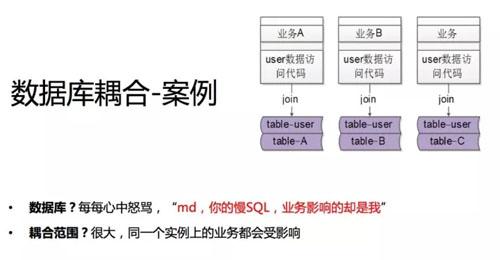 业务A
业务B
业务
user数据访
问代码
user数据访
问代码
user数据访
问代码
数据库耦合-案例
join
join
join
table-user
table-A
table-user
table-B
table-user
table-C
• 数据库？每每心中怒骂，“md，你的慢SQL，业务影响的却是我”
• 耦合范围？很大，同一个实例上的业务都会受影响